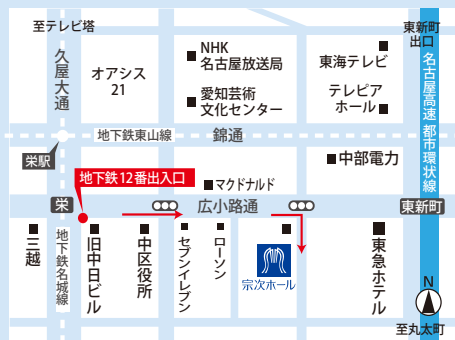 至テレビ塔
久屋大通
オアシス
21
NHK
名古屋放送局
愛知芸術
文化センター
東海テレビ
テレピア
ホール
東新町
出口
名古屋高速 都市環状線
地下鉄東山線
錦通
栄駅
中部電力
地下鉄12番出入口
マクドナルド
栄
広小路通
東新町
三越
地下鉄名城線
旧中日ビル
中区役所
セブンイレブン
ローソン
宗次ホール
東急ホテル
N
至丸太町